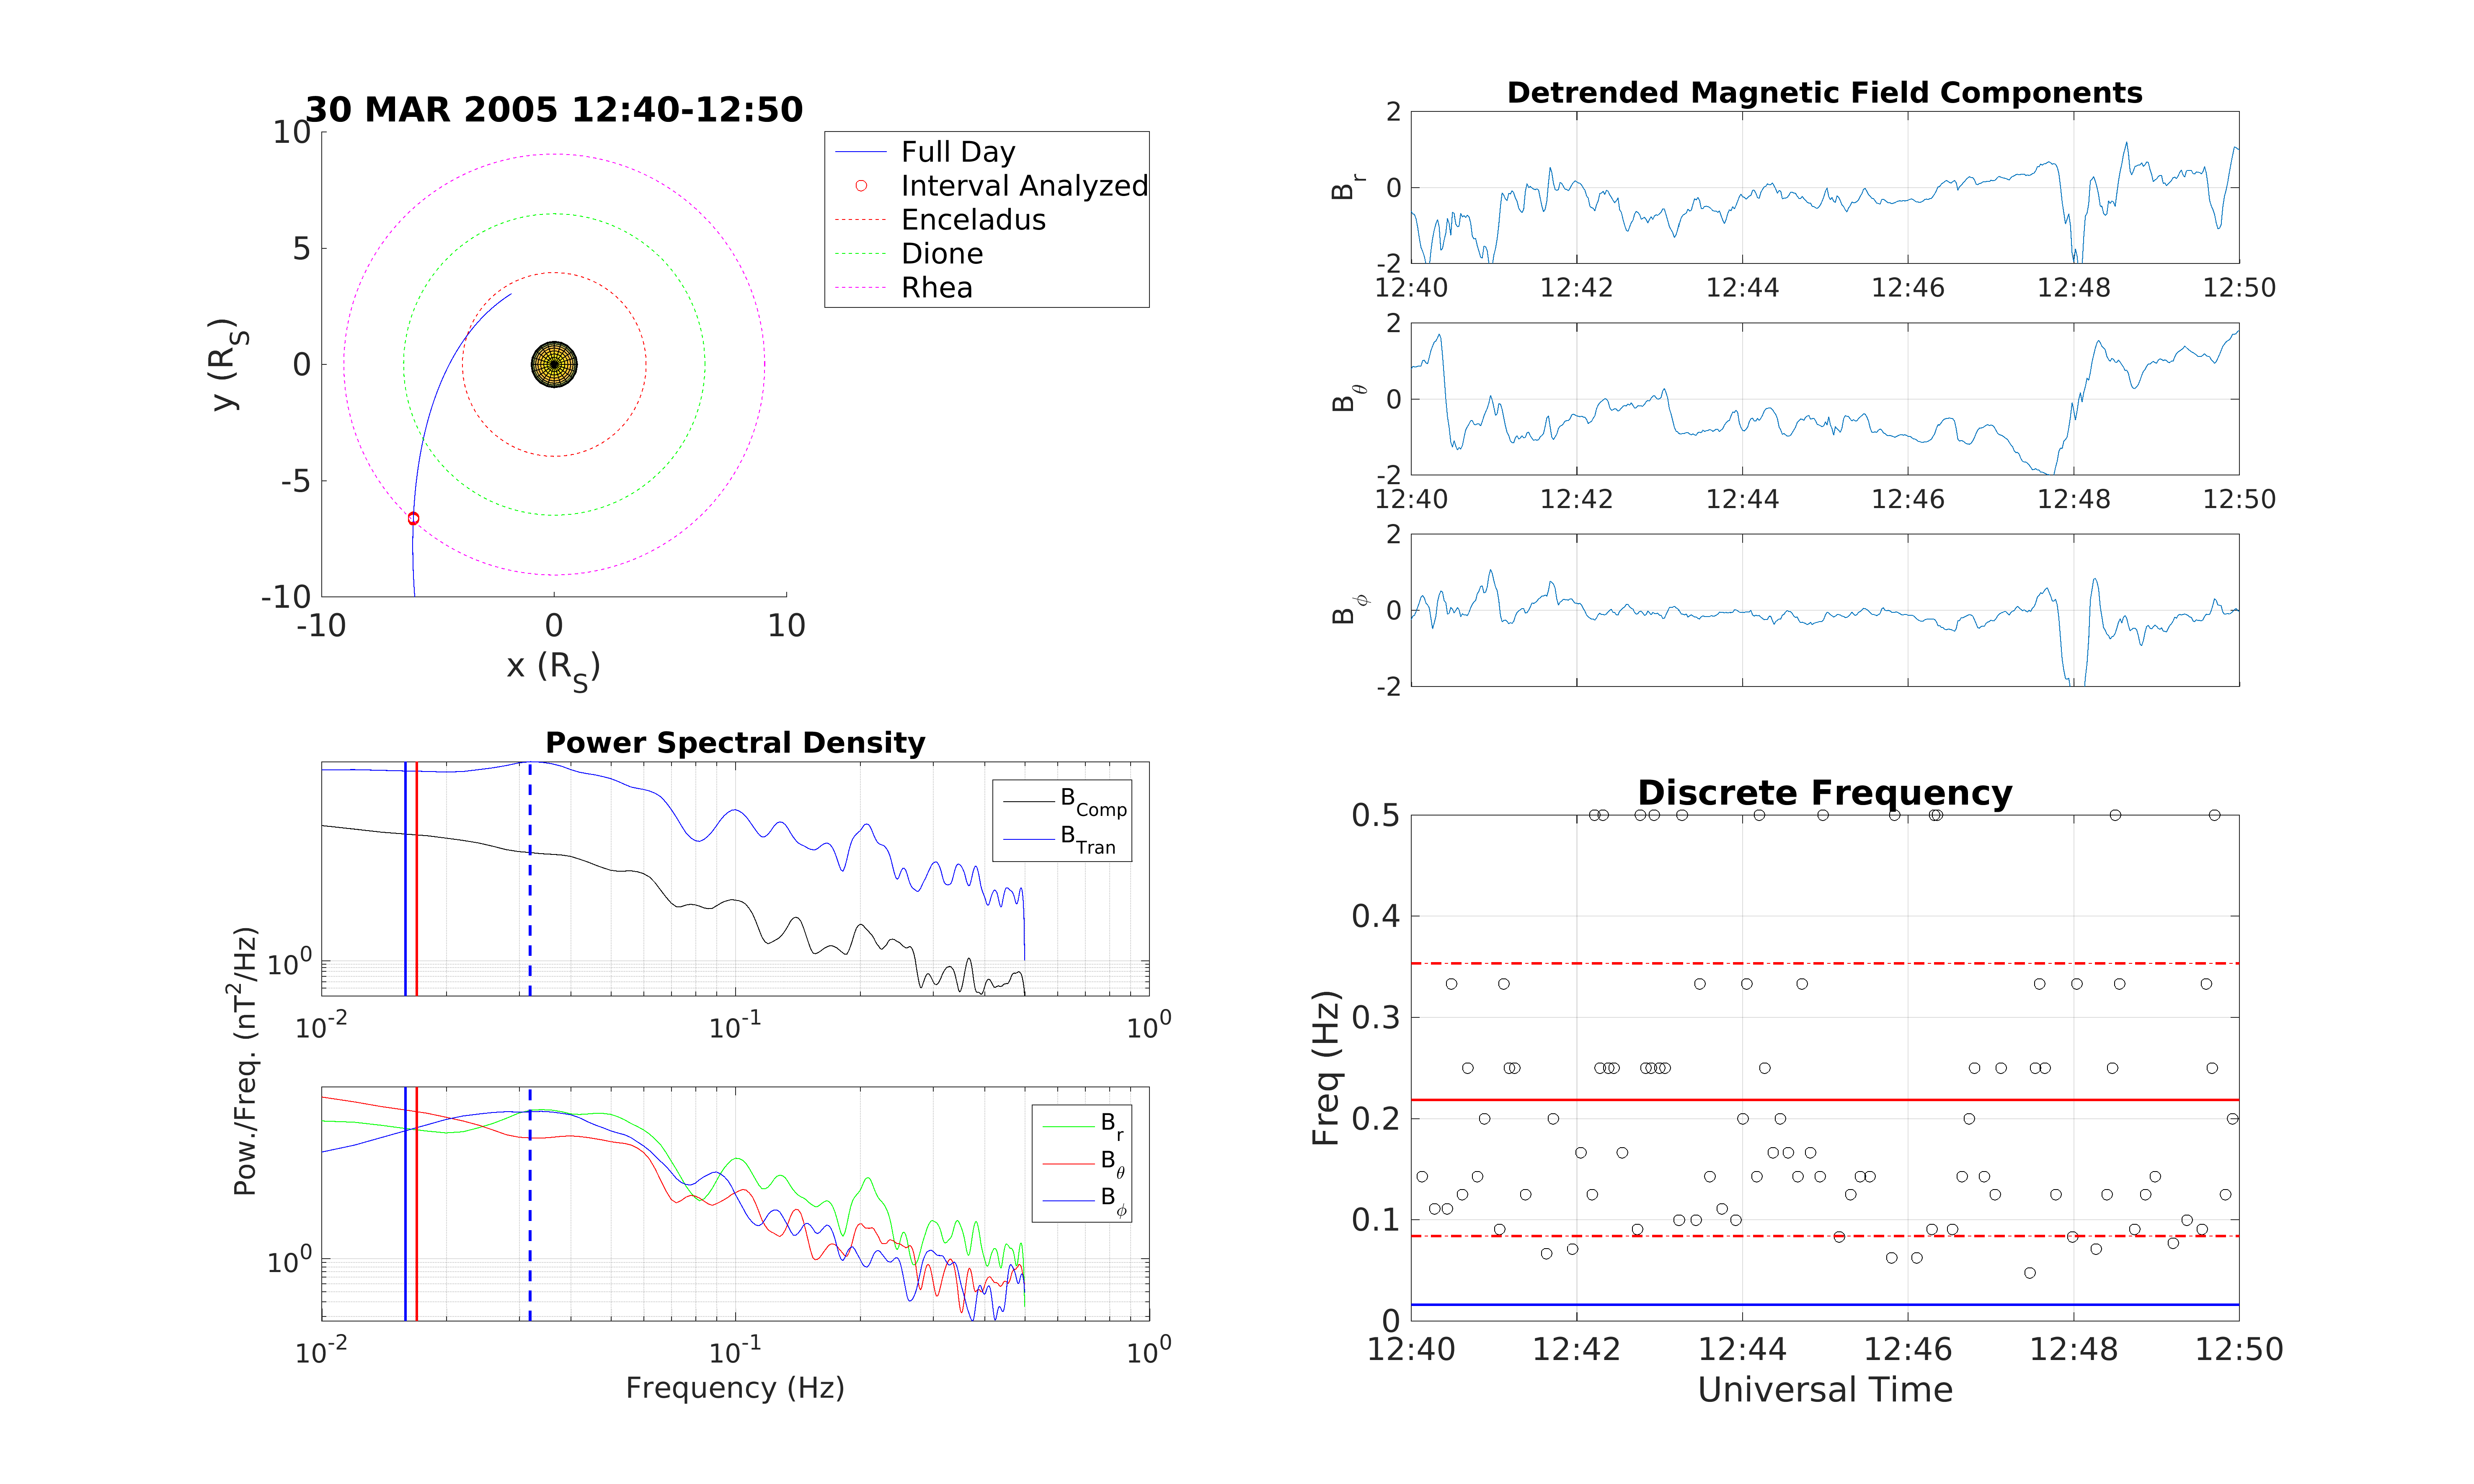 30 MAR 2005 12:40-12:50
10
5
0
-5
-10
-10 0 10
y (R_S)
x (R_S)
Full Day
Interval Analyzed
Enceladus
Dione
Rhea
Detrended Magnetic Field Components
2
0
-2
B_r
12:40 12:42 12:44 12:46 12:48 12:50
2
0
-2
B_θ
12:40 12:42 12:44 12:46 12:48 12:50
2
0
-2
B_ϕ
Power Spectral Density
B_Comp
B_Tran
10^0
10^-2 10^-1 10^0
Pow./Freq. (nT^2/Hz)
B_r
B_θ
B_ϕ
10^0
10^-2 10^-1 10^0
Frequency (Hz)
Discrete Frequency
0.5
0.4
0.3
0.2
0.1
0
Freq (Hz)
12:40 12:42 12:44 12:46 12:48 12:50
Universal Time